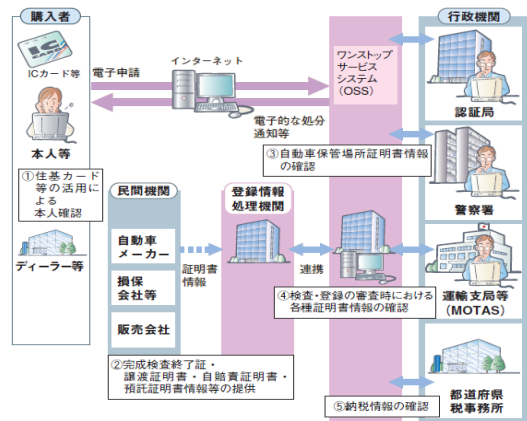 購入者
IC
CARD
ICカード等
本人等
①住基カード
等の活用に
よる
本人確認
ディーラー等
電子申請
インターネット
電子的な処分
通知等
ワンストップ
サービス
システム
(OSS)
行政機関
認証局
③自動車保管場所証明書情報
の確認
警察署
民間機関
自動車
メーカー
損保
会社等
販売会社
証明書
情報
登録情報
処理機関
連携
運輸支局等
(MOTAS)
④検査・登録の審査時における
各種証明書情報の確認
②完成検査終了証・
譲渡証明書・自賠責証明書・
預託証明書情報等の提供
⑤納税情報の確認
都道府県
税事務所